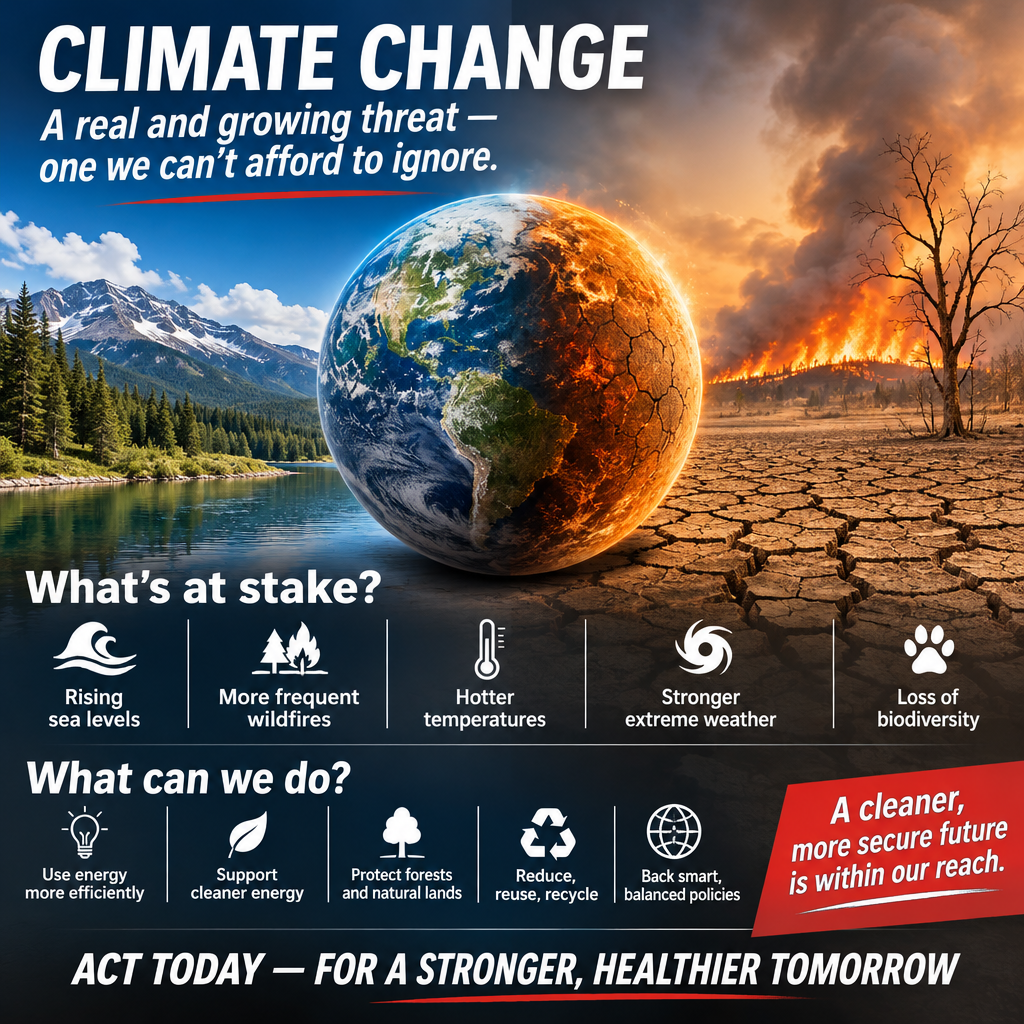 CLIMATE CHANGE
A real and growing threat —
one we can't afford to ignore.
What's at stake?
Rising
sea levels
More frequent
wildfires
Hotter
temperatures
Stronger
extreme weather
Loss of
biodiversity
What can we do?
Use energy
more efficiently
Support
cleaner energy
Protect forests
and natural lands
Reduce,
reuse, recycle
Back smart,
balanced policies
A cleaner,
more secure future
is within our reach.
ACT TODAY — FOR A STRONGER, HEALTHIER TOMORROW